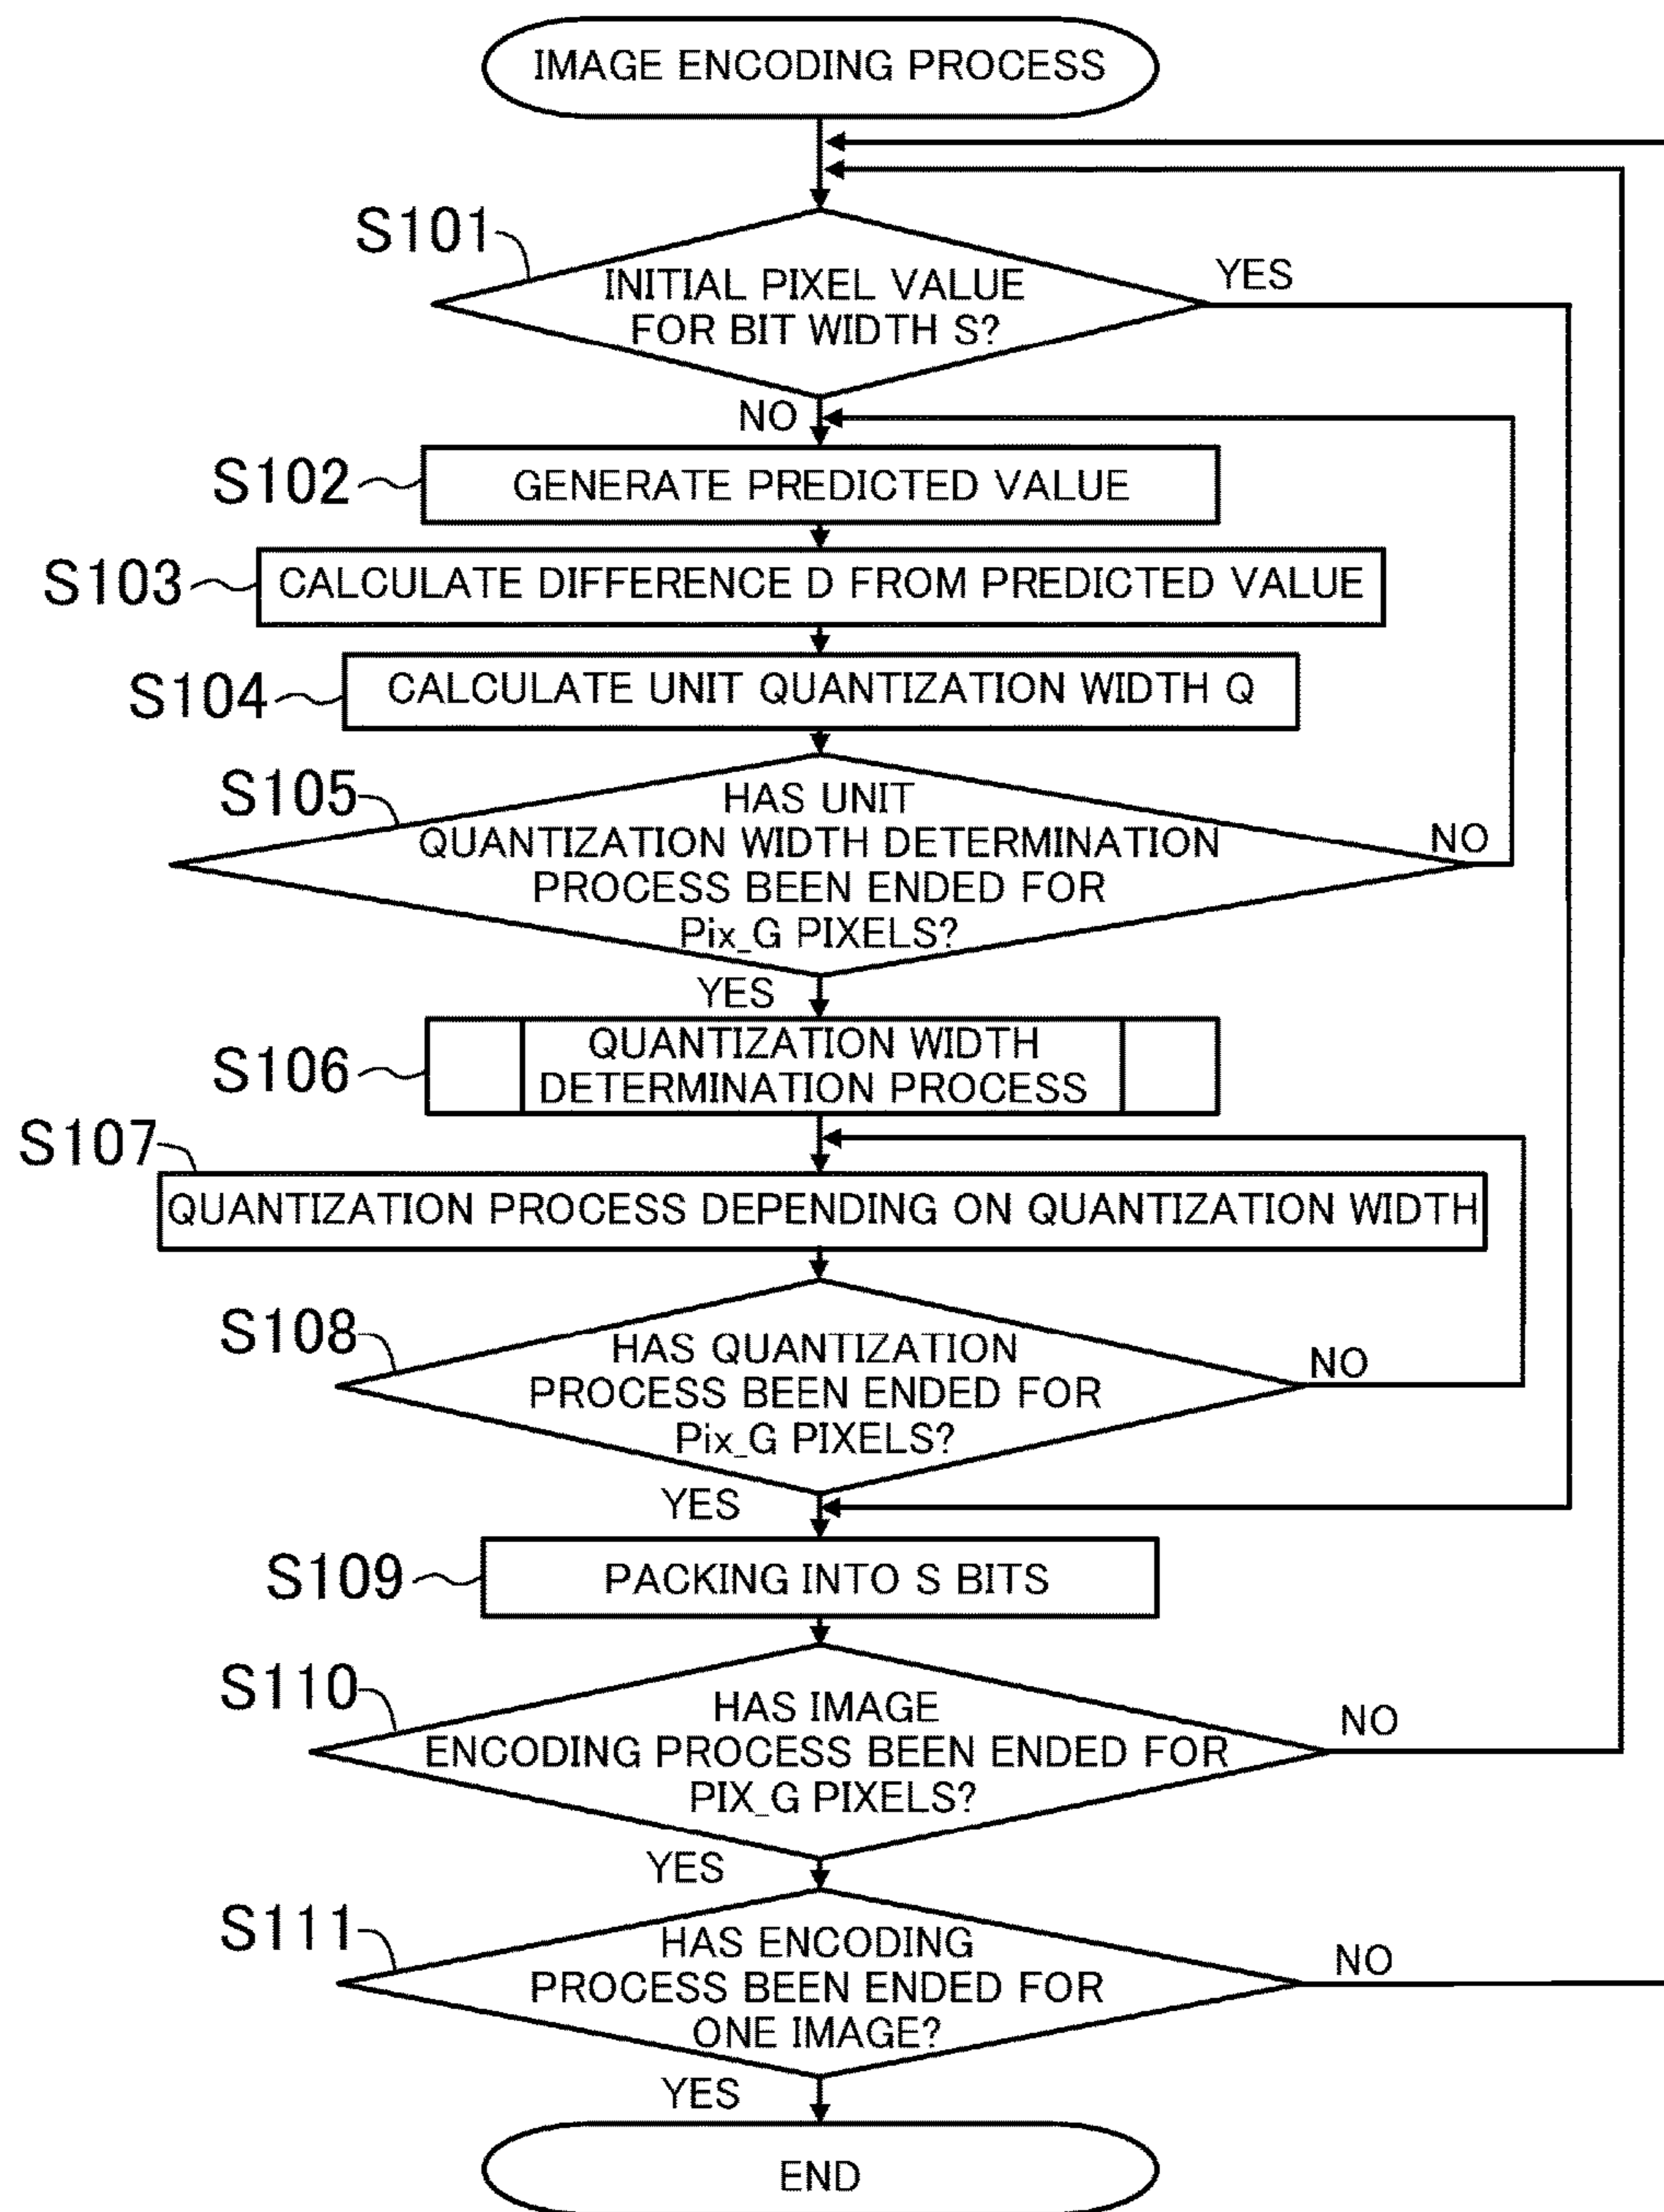 IMAGE ENCODING PROCESS
S101
INITIAL PIXEL VALUE
FOR BIT WIDTH S?
YES
NO
S102
GENERATE PREDICTED VALUE
S103
CALCULATE DIFFERENCE D FROM PREDICTED VALUE
S104
CALCULATE UNIT QUANTIZATION WIDTH Q
S105
HAS UNIT
QUANTIZATION WIDTH DETERMINATION
PROCESS BEEN ENDED FOR
Pix_G PIXELS?
NO
YES
S106
QUANTIZATION WIDTH
DETERMINATION PROCESS
S107
QUANTIZATION PROCESS DEPENDING ON QUANTIZATION WIDTH
S108
HAS QUANTIZATION
PROCESS BEEN ENDED FOR
Pix_G PIXELS?
NO
YES
S109
PACKING INTO S BITS
S110
HAS IMAGE
ENCODING PROCESS BEEN ENDED FOR
PIX_G PIXELS?
NO
YES
S111
HAS ENCODING
PROCESS BEEN ENDED FOR
ONE IMAGE?
NO
YES
END